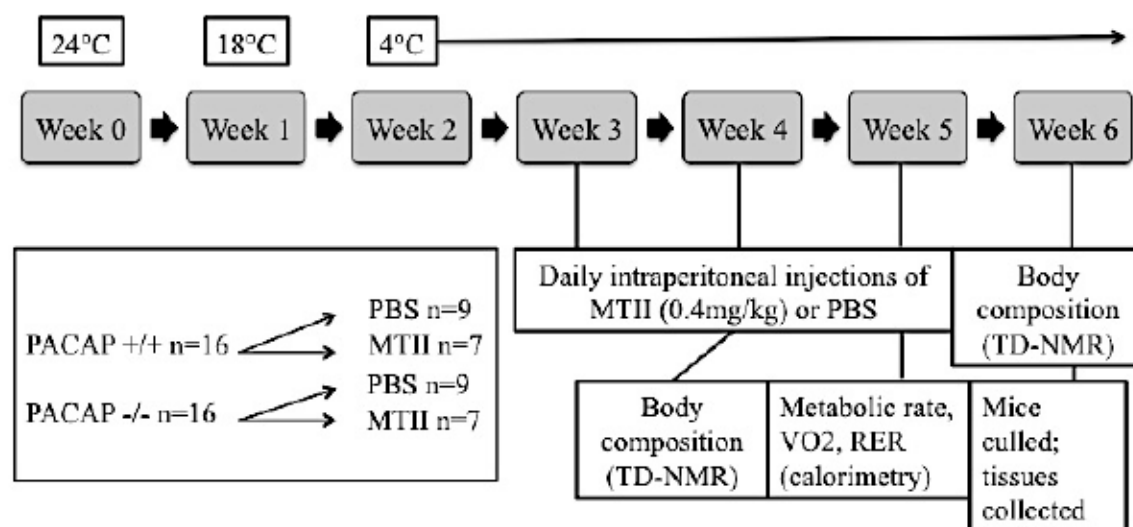 24°C 18°C 4°C
Week 0 Week 1 Week 2 Week 3 Week 4 Week 5 Week 6
PACAP +/+ n=16
PBS n=9
MTII n=7
PACAP -/- n=16
PBS n=9
MTII n=7
Daily intraperitoneal injections of
MTII (0.4mg/kg) or PBS
Body
composition
(TD-NMR)
Body
composition
(TD-NMR)
Metabolic rate,
VO2, RER
(calorimetry)
Mice
culled;
tissues
collected